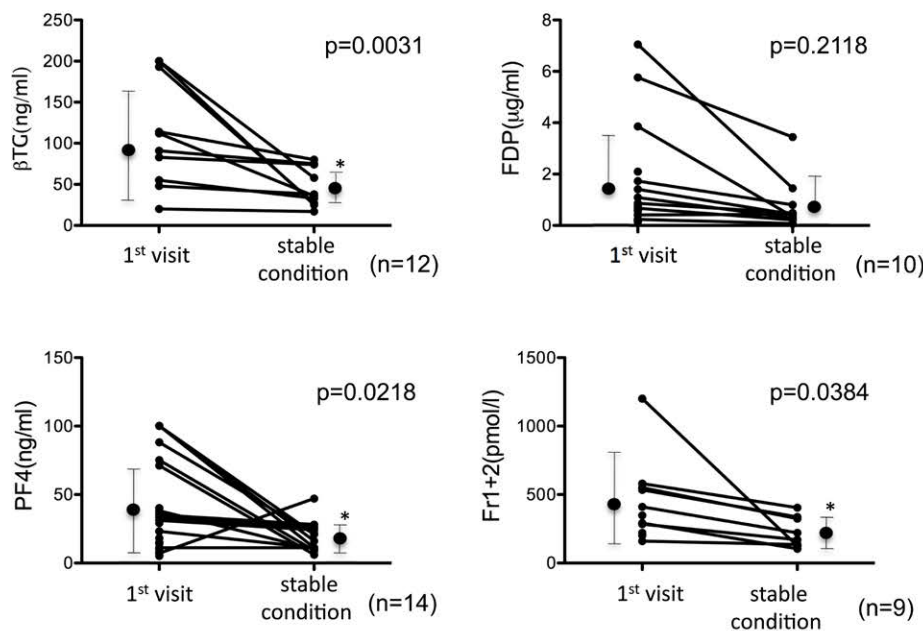 250
200
150
100
50
0
βTG(ng/ml)
p=0.0031
*
1st visit
stable
condition
(n=12)
8
6
4
2
0
FDP(μg/ml)
p=0.2118
1st visit
stable
condition
(n=10)
150
100
50
0
PF4(ng/ml)
p=0.0218
*
1st visit
stable
condition
(n=14)
1500
1000
500
0
Fr1+2(pmol/l)
p=0.0384
*
1st visit
stable
condition
(n=9)